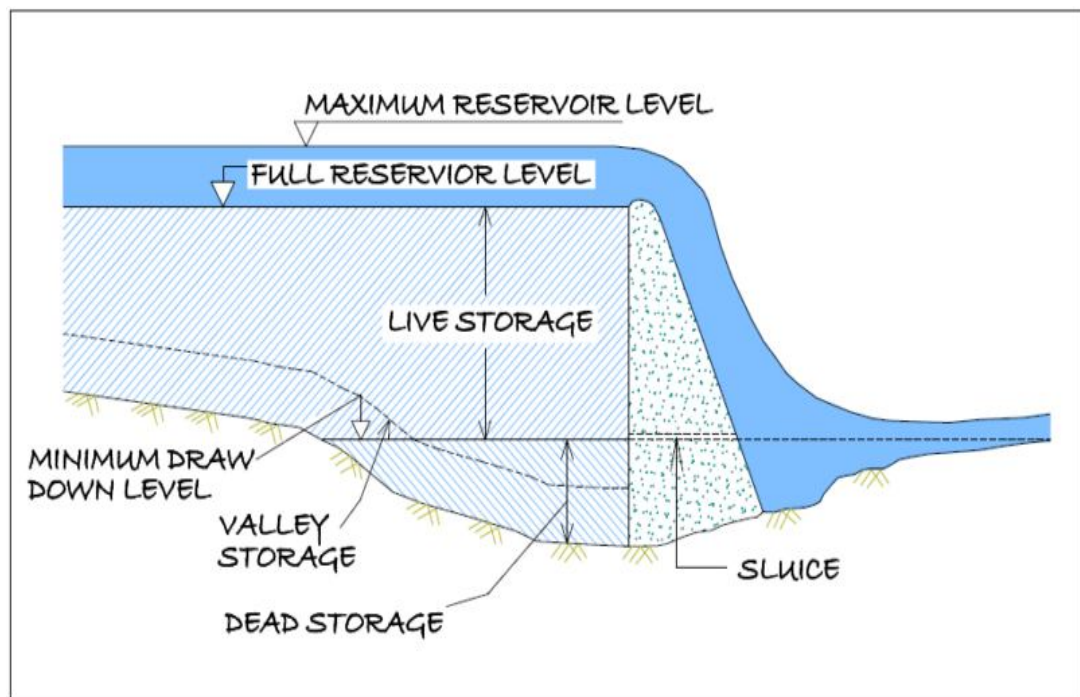 MAXIMUM RESERVOIR LEVEL
FULL RESERVIOR LEVEL
LIVE STORAGE
MINIMUM DRAW
DOWN LEVEL
VALLEY
STORAGE
SLUICE
DEAD STORAGE